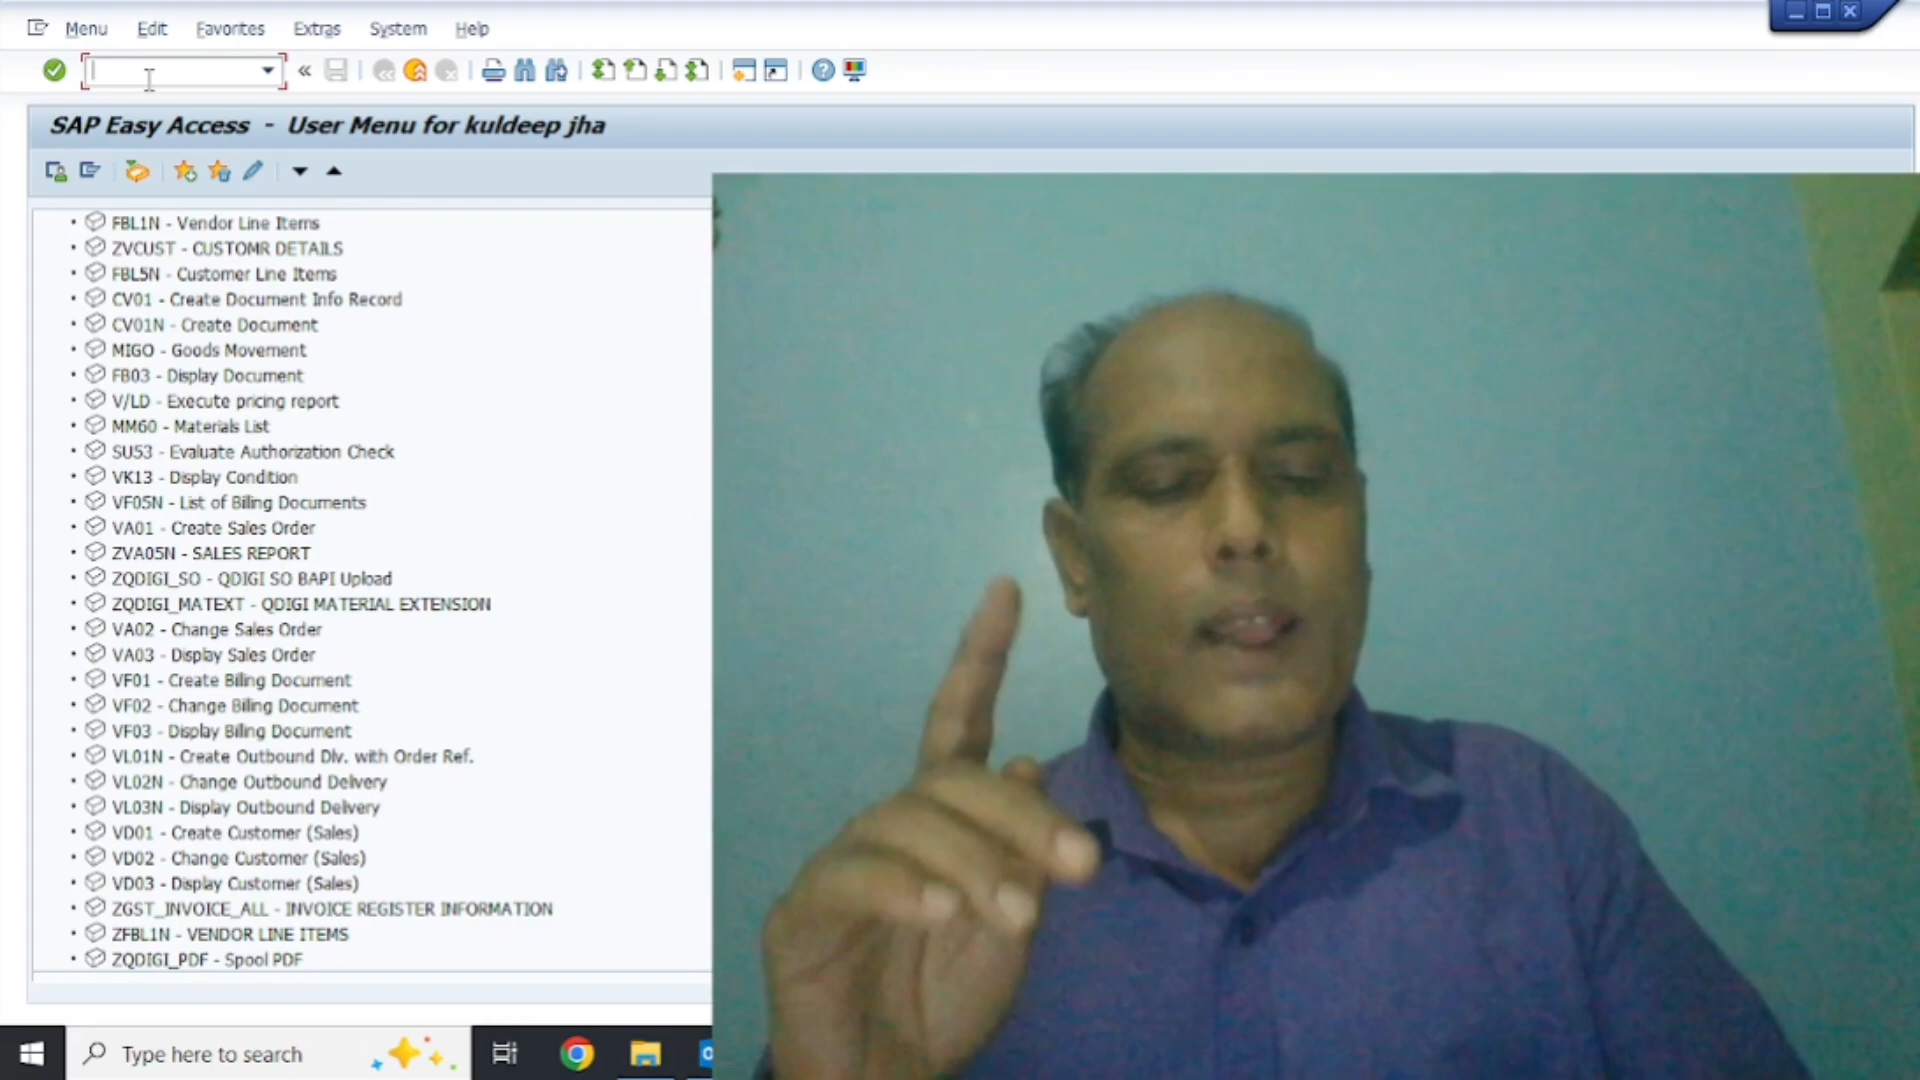 Menu Edit Favorites Extras System Help
SAP Easy Access - User Menu for kuldeep jha
FBL1N - Vendor Line Items
ZVCUST - CUSTOMR DETAILS
FBL5N - Customer Line Items
CV01 - Create Document Info Record
CV01N - Create Document
MIGO - Goods Movement
FB03 - Display Document
V/LD - Execute pricing report
MM60 - Materials List
SU53 - Evaluate Authorization Check
VK13 - Display Condition
VF05N - List of Billing Documents
VA01 - Create Sales Order
ZVA05N - SALES REPORT
ZQDIGI_SO - QDIGI SO BAPI Upload
ZQDIGI_MATEXT - QDIGI MATERIAL EXTENSION
VA02 - Change Sales Order
VA03 - Display Sales Order
VF01 - Create Billing Document
VF02 - Change Billing Document
VF03 - Display Billing Document
VL01N - Create Outbound Dlv. with Order Ref.
VL02N - Change Outbound Delivery
VL03N - Display Outbound Delivery
VD01 - Create Customer (Sales)
VD02 - Change Customer (Sales)
VD03 - Display Customer (Sales)
ZGST_INVOICE_ALL - INVOICE REGISTER INFORMATION
ZFBL1N - VENDOR LINE ITEMS
ZQDIGI_PDF - Spool PDF
Type here to search